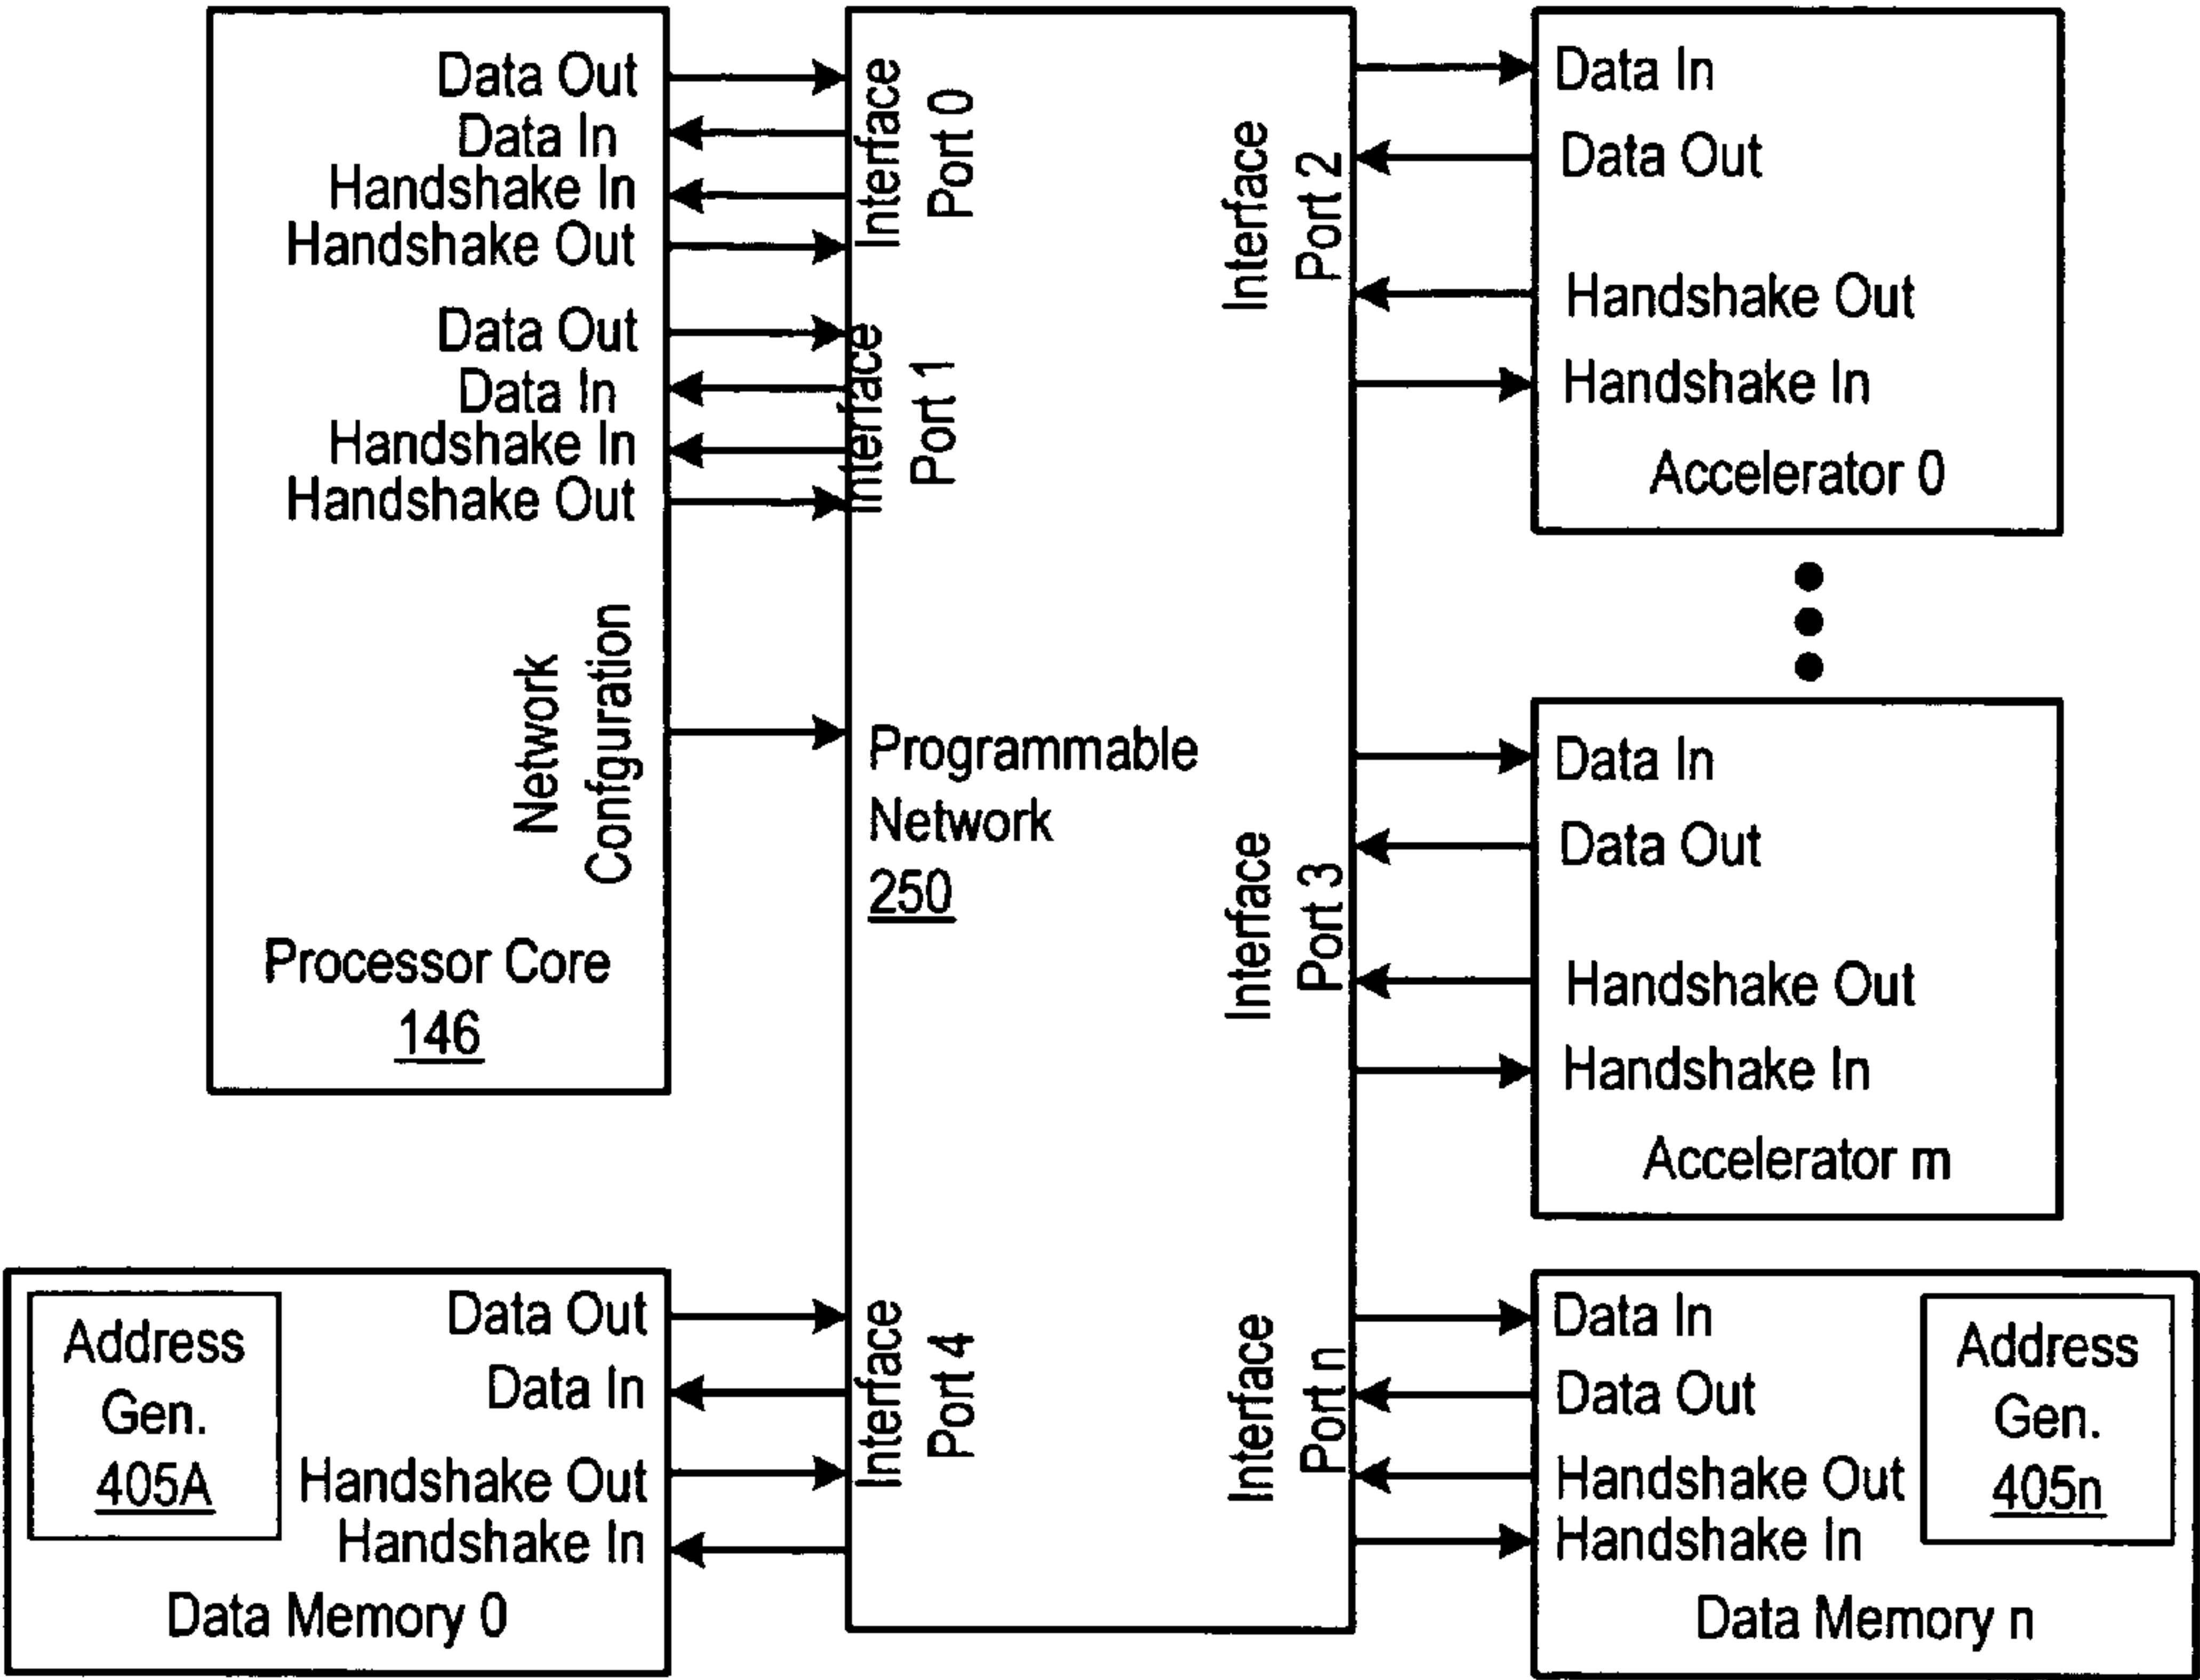 Data Out
Data In
Handshake In
Handshake Out
Data Out
Data In
Handshake In
Handshake Out
Network
Configuration
Processor Core
146
Interface
Port 0
Interface
Port 1
Programmable
Network
250
Interface
Port 2
Interface
Port 3
Data In
Data Out
Handshake Out
Handshake In
Accelerator 0
Data In
Data Out
Handshake Out
Handshake In
Accelerator m
Address
Gen.
405A
Data Out
Data In
Handshake Out
Handshake In
Data Memory 0
Interface
Port 4
Interface
Port n
Data In
Data Out
Handshake Out
Handshake In
Address
Gen.
405n
Data Memory n